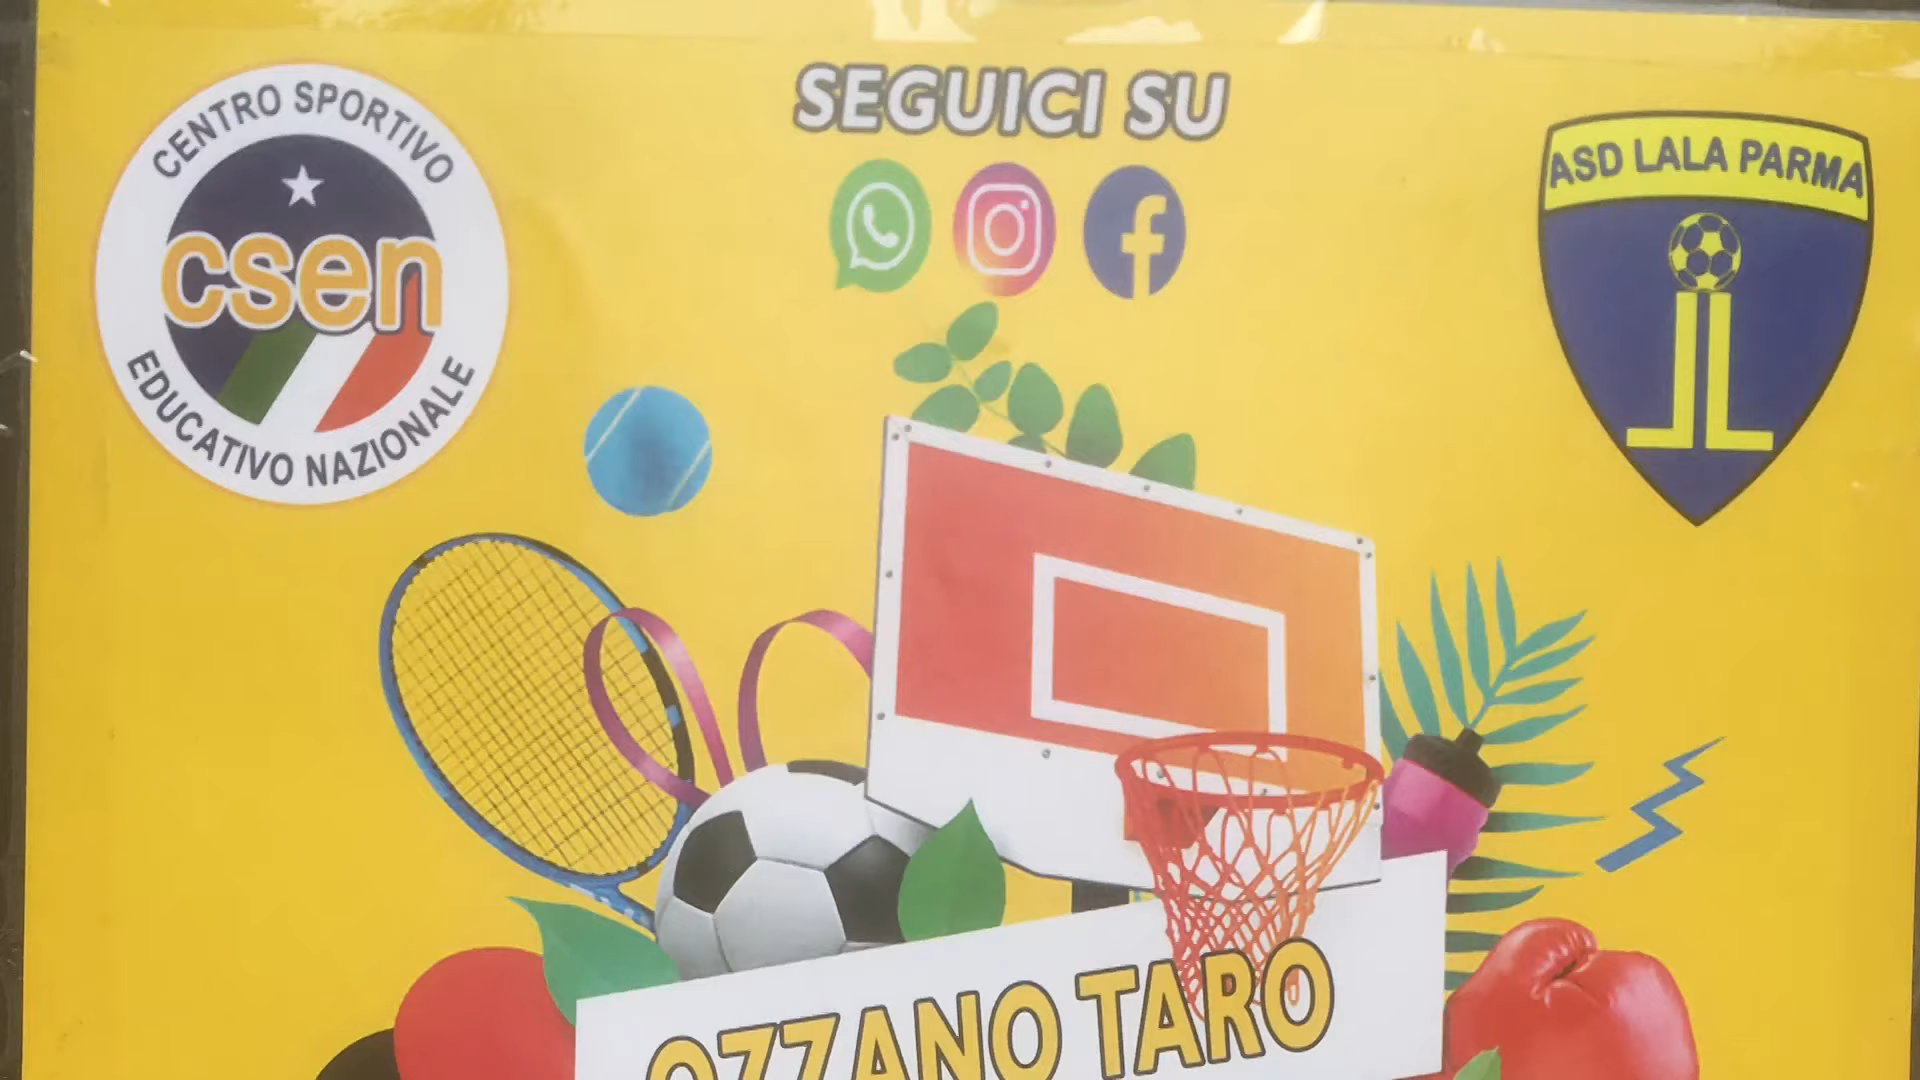 CENTRO SPORTIVO
csen
EDUCATIVO NAZIONALE
SEGUICI SU
ASD LALA PARMA
OZZANO TARO